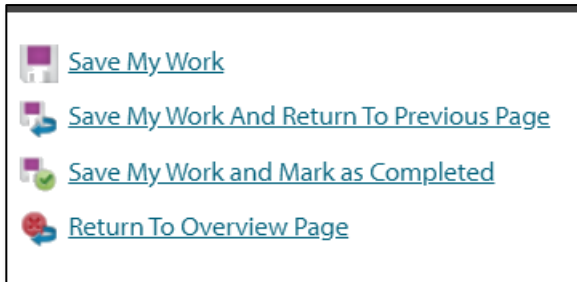 Save My Work
Save My Work And Return To Previous Page
Save My Work and Mark as Completed
Return To Overview Page